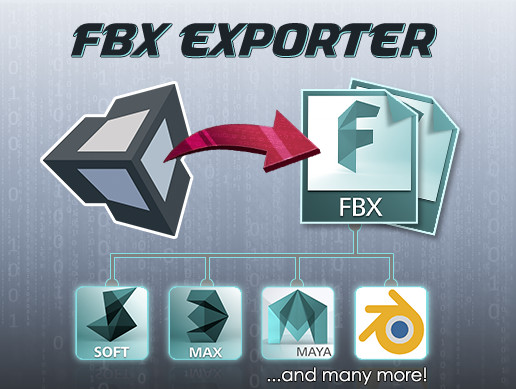 FBX EXPORTER
F
FBX
SOFT
MAX
MAYA
...and many more!